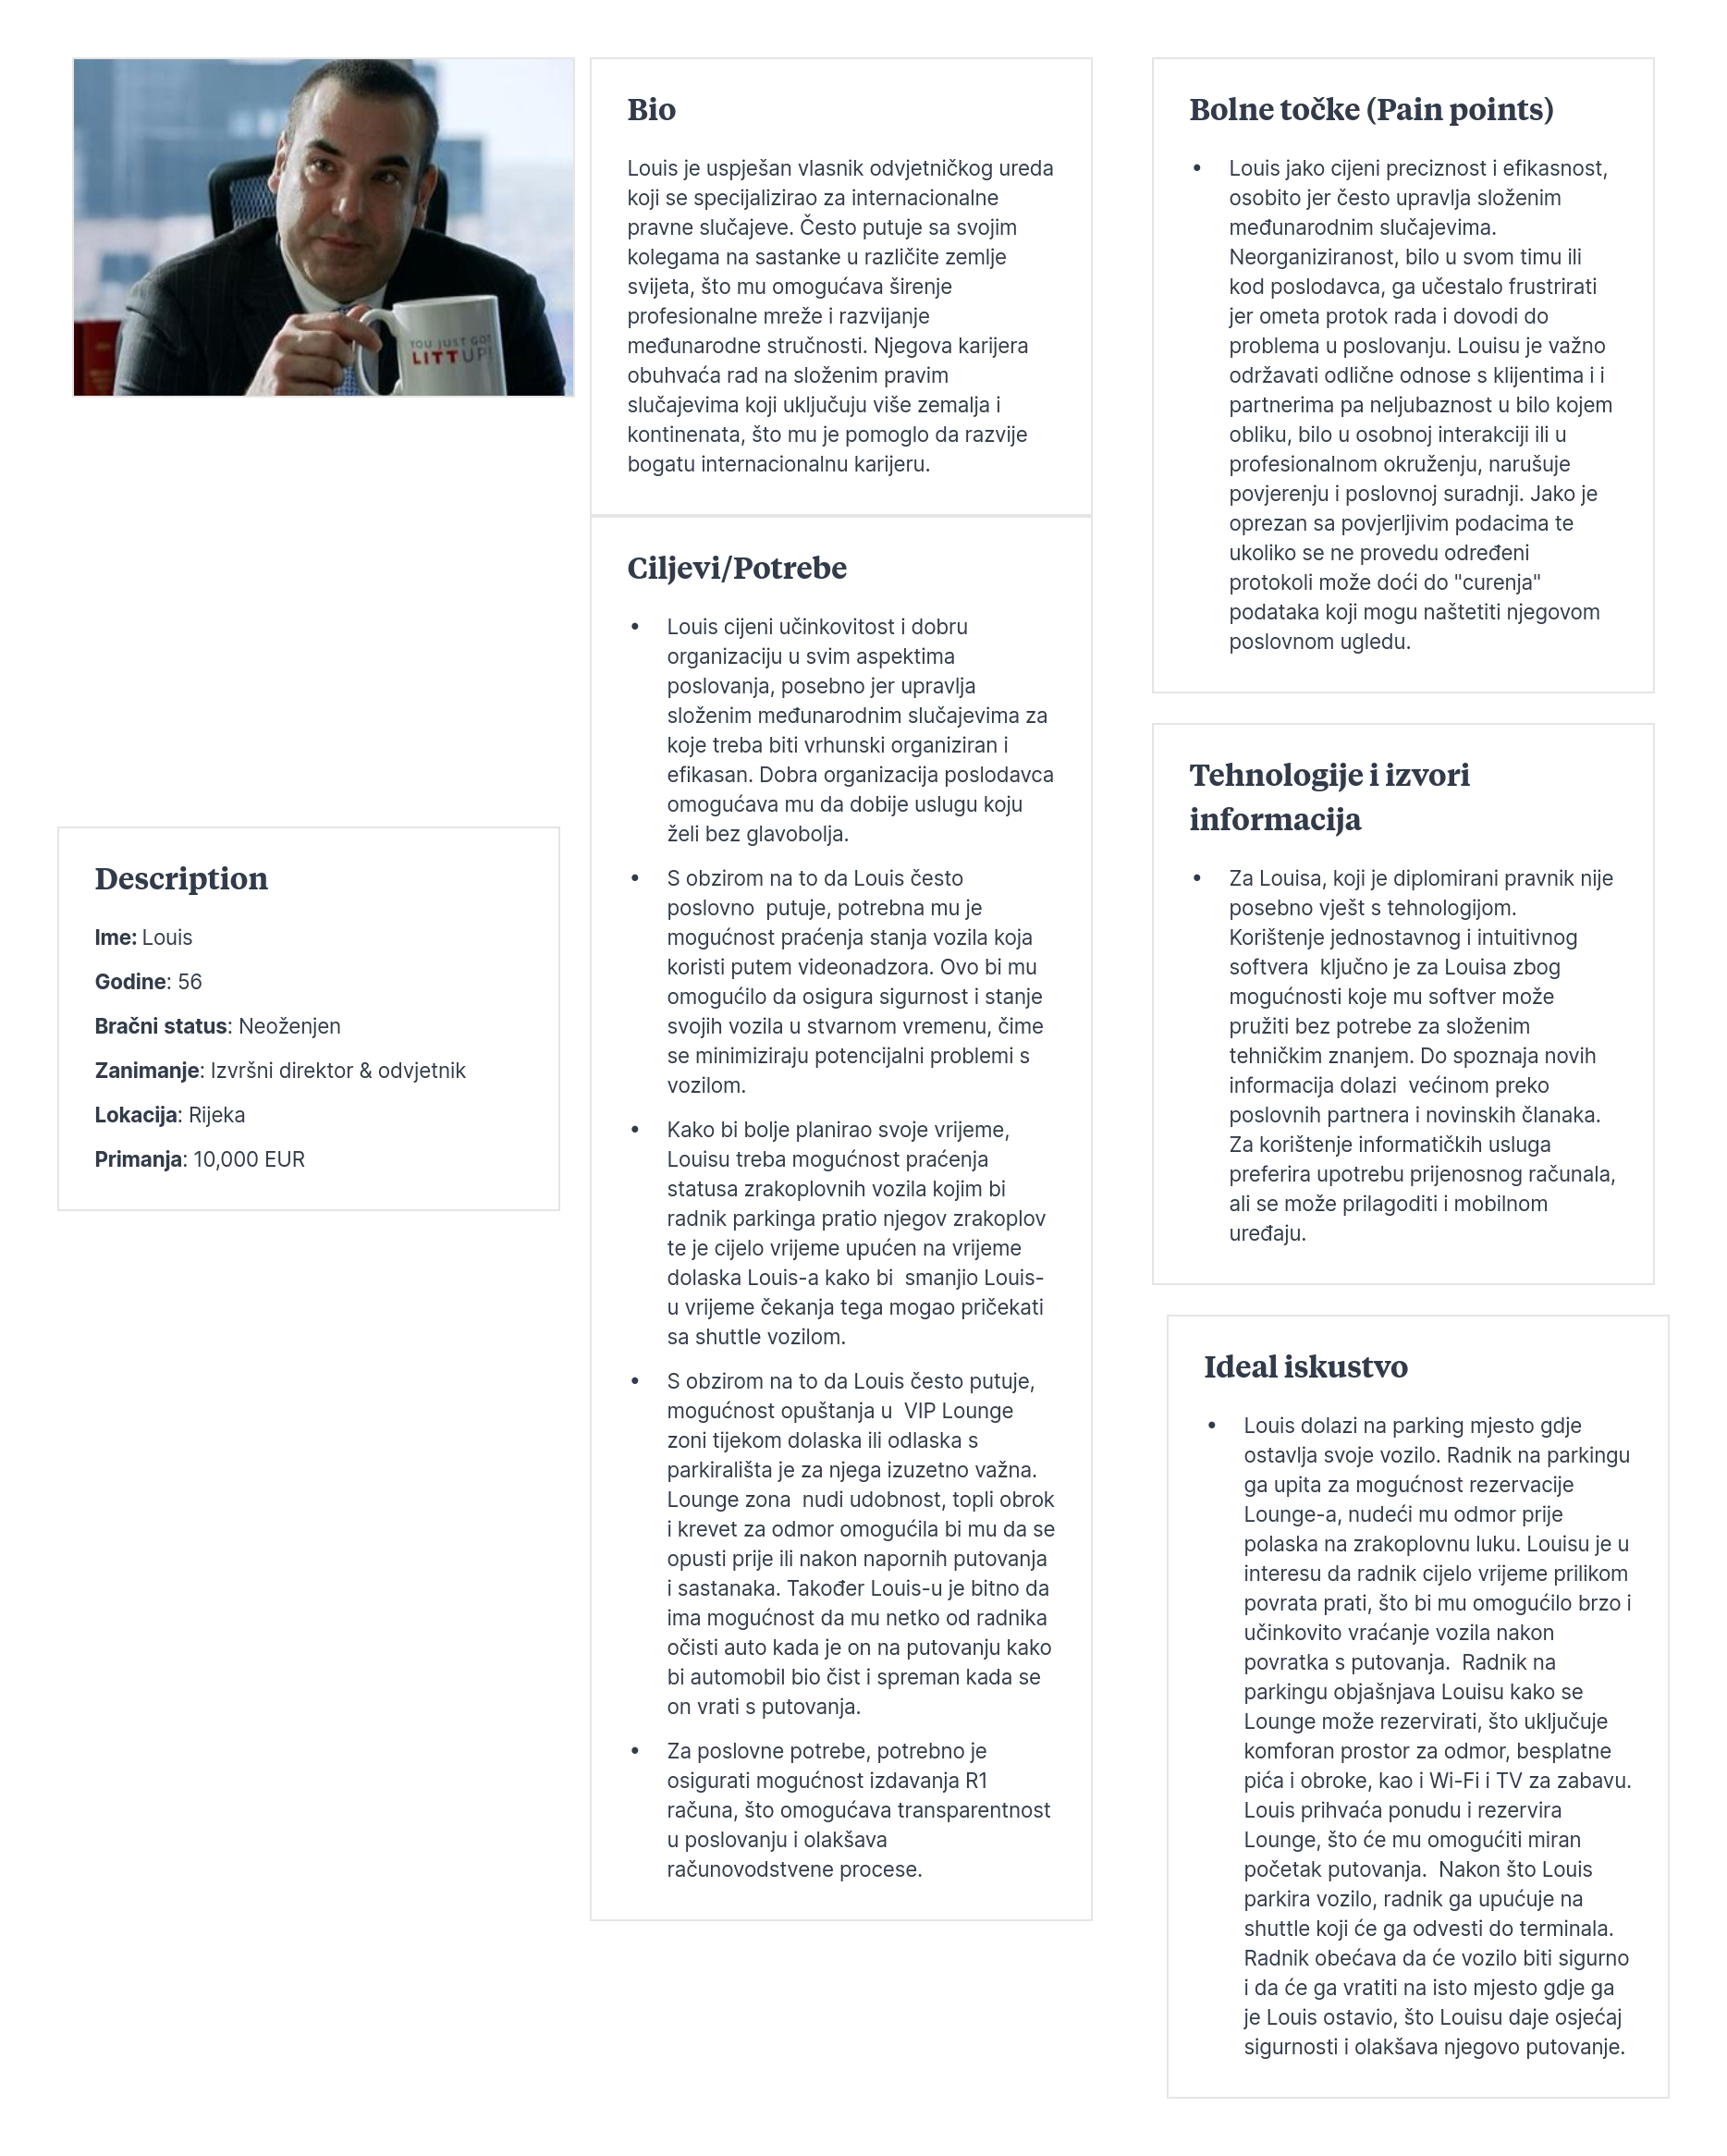 YOU JUST GOT
LITT UP!
Description
Ime: Louis
Godine: 56
Bračni status: Neoženjen
Zanimanje: Izvršni direktor & odvjetnik
Lokacija: Rijeka
Primanja: 10,000 EUR
Bio
Louis je uspješan vlasnik odvjetničkog ureda
koji se specijalizirao za internacionalne
pravne slučajeve. Često putuje sa svojim
kolegama na sastanke u različite zemlje
svijeta, što mu omogućava širenje
profesionalne mreže i razvijanje
međunarodne stručnosti. Njegova karijera
obuhvaća rad na složenim pravim
slučajevima koji uključuju više zemalja i
kontinenata, što mu je pomoglo da razvije
bogatu internacionalnu karijeru.
Ciljevi/Potrebe
• Louis cijeni učinkovitost i dobru
organizaciju u svim aspektima
poslovanja, posebno jer upravlja
složenim međunarodnim slučajevima za
koje treba biti vrhunski organiziran i
efikasan. Dobra organizacija poslodavca
omogućava mu da dobije uslugu koju
želi bez glavobolja.
• S obzirom na to da Louis često
poslovno  putuje, potrebna mu je
mogućnost praćenja stanja vozila koja
koristi putem videonadzora. Ovo bi mu
omogućilo da osigura sigurnost i stanje
svojih vozila u stvarnom vremenu, čime
se minimiziraju potencijalni problemi s
vozilom.
• Kako bi bolje planirao svoje vrijeme,
Louisu treba mogućnost praćenja
statusa zrakoplovnih vozila kojim bi
radnik parkinga pratio njegov zrakoplov
te je cijelo vrijeme upućen na vrijeme
dolaska Louis-a kako bi  smanjio Louis-
u vrijeme čekanja tega mogao pričekati
sa shuttle vozilom.
• S obzirom na to da Louis često putuje,
mogućnost opuštanja u  VIP Lounge
zoni tijekom dolaska ili odlaska s
parkirališta je za njega izuzetno važna.
Lounge zona  nudi udobnost, topli obrok
i krevet za odmor omogućila bi mu da se
opusti prije ili nakon napornih putovanja
i sastanaka. Također Louis-u je bitno da
ima mogućnost da mu netko od radnika
očisti auto kada je on na putovanju kako
bi automobil bio čist i spreman kada se
on vrati s putovanja.
• Za poslovne potrebe, potrebno je
osigurati mogućnost izdavanja R1
računa, što omogućava transparentnost
u poslovanju i olakšava
računovodstvene procese.
Bolne točke (Pain points)
• Louis jako cijeni preciznost i efikasnost,
osobito jer često upravlja složenim
međunarodnim slučajevima.
Neorganiziranost, bilo u svom timu ili
kod poslodavca, ga učestalo frustrirati
jer ometa protok rada i dovodi do
problema u poslovanju. Louisu je važno
održavati odlične odnose s klijentima i i
partnerima pa neljubaznost u bilo kojem
obliku, bilo u osobnoj interakciji ili u
profesionalnom okruženju, narušuje
povjerenju i poslovnoj suradnji. Jako je
oprezan sa povjerljivim podacima te
ukoliko se ne provedu određeni
protokoli može doći do "curenja"
podataka koji mogu naštetiti njegovom
poslovnom ugledu.
Tehnologije i izvori
informacija
• Za Louisa, koji je diplomirani pravnik nije
posebno vješt s tehnologijom.
Korištenje jednostavnog i intuitivnog
softvera  ključno je za Louisa zbog
mogućnosti koje mu softver može
pružiti bez potrebe za složenim
tehničkim znanjem. Do spoznaja novih
informacija dolazi  većinom preko
poslovnih partnera i novinskih članaka.
Za korištenje informatičkih usluga
preferira upotrebu prijenosnog računala,
ali se može prilagoditi i mobilnom
uređaju.
Ideal iskustvo
• Louis dolazi na parking mjesto gdje
ostavlja svoje vozilo. Radnik na parkingu
ga upita za mogućnost rezervacije
Lounge-a, nudeći mu odmor prije
polaska na zrakoplovnu luku. Louisu je u
interesu da radnik cijelo vrijeme prilikom
povrata prati, što bi mu omogućilo brzo i
učinkovito vraćanje vozila nakon
povratka s putovanja.  Radnik na
parkingu objašnjava Louisu kako se
Lounge može rezervirati, što uključuje
komforan prostor za odmor, besplatne
pića i obroke, kao i Wi-Fi i TV za zabavu.
Louis prihvaća ponudu i rezervira
Lounge, što će mu omogućiti miran
početak putovanja.  Nakon što Louis
parkira vozilo, radnik ga upućuje na
shuttle koji će ga odvesti do terminala.
Radnik obećava da će vozilo biti sigurno
i da će ga vratiti na isto mjesto gdje ga
je Louis ostavio, što Louisu daje osjećaj
sigurnosti i olakšava njegovo putovanje.